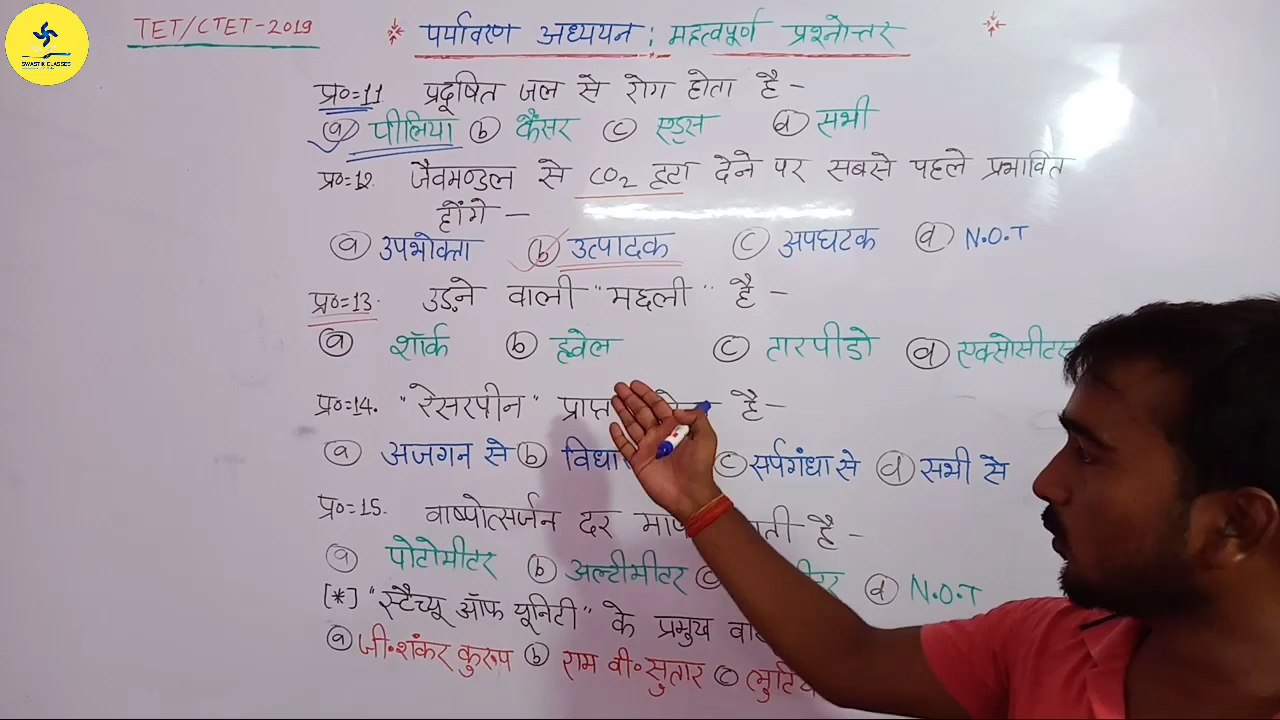 TET/CTET-2019
SWASTIK CLASSES
पर्यावरण अध्ययन : महत्वपूर्ण प्रश्नोत्तर
प्र०=11 प्रदूषित जल से रोग होता है -
(a) पीलिया (b) कैंसर (c) एड्स (d) सभी
प्र०=12. जैवमण्डल से CO2 हटा देने पर सबसे पहले प्रभावित
होंगे -
(a) उपभोक्ता (b) उत्पादक (c) अपघटक (d) N.O.T
प्र०=13. उड़ने वाली "मछली" है -
(a) शॉर्क (b) ह्वेल (c) टारपीडो (d)
प्र०=14. "रेसरपीन" प्राप्त है -
(a) अजगन से (b) (c) सर्पगंधा से (d) सभी से
प्र०=15. वाष्पोत्सर्जन दर है -
(a) पोटोमीटर (b) अल्टीमीटर (c) (d) N.O.T
[*] "स्टैच्यू ऑफ यूनिटी" के प्रमुख
(a) जी.शंकर कुरूप (b) राम वी.सुतार (c)